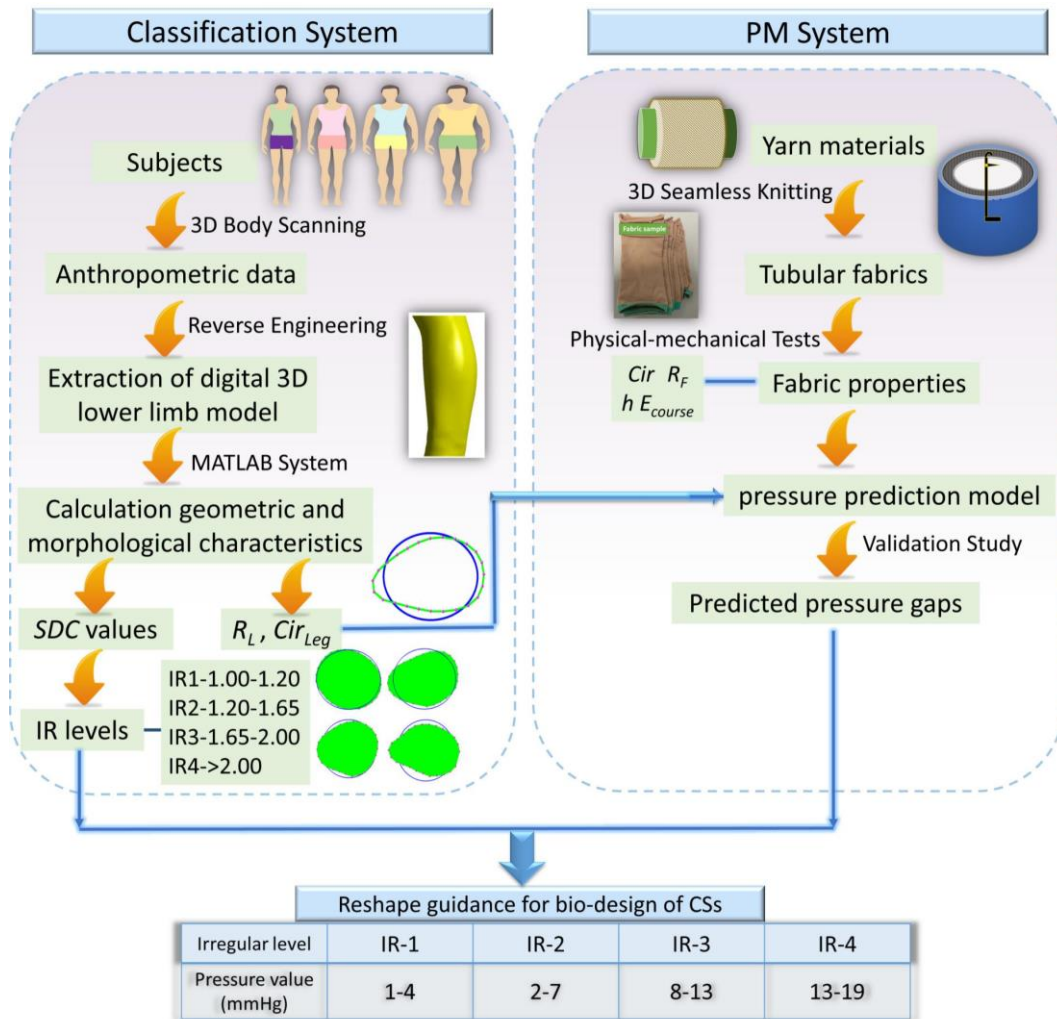 Classification System
Subjects
3D Body Scanning
Anthropometric data
Reverse Engineering
Extraction of digital 3D
lower limb model
MATLAB System
Calculation geometric and
morphological characteristics
SDC values
R_L , Cir_Leg
IR levels
IR1-1.00-1.20
IR2-1.20-1.65
IR3-1.65-2.00
IR4->2.00
PM System
Yarn materials
3D Seamless Knitting
Fabric sample
Tubular fabrics
Physical-mechanical Tests
Cir R_F
h E_course
Fabric properties
pressure prediction model
Validation Study
Predicted pressure gaps
Reshape guidance for bio-design of CSs
Irregular level IR-1 IR-2 IR-3 IR-4
Pressure value
(mmHg) 1-4 2-7 8-13 13-19